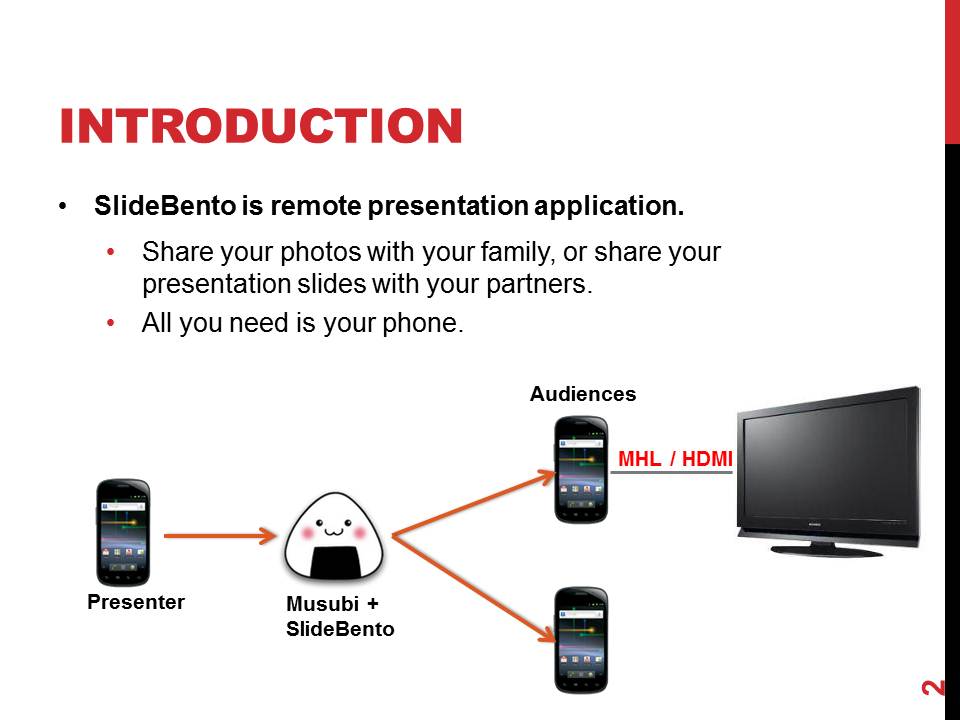 INTRODUCTION
• SlideBento is remote presentation application.
• Share your photos with your family, or share your
presentation slides with your partners.
• All you need is your phone.
Audiences
MHL / HDMI
Presenter
Musubi +
SlideBento
2